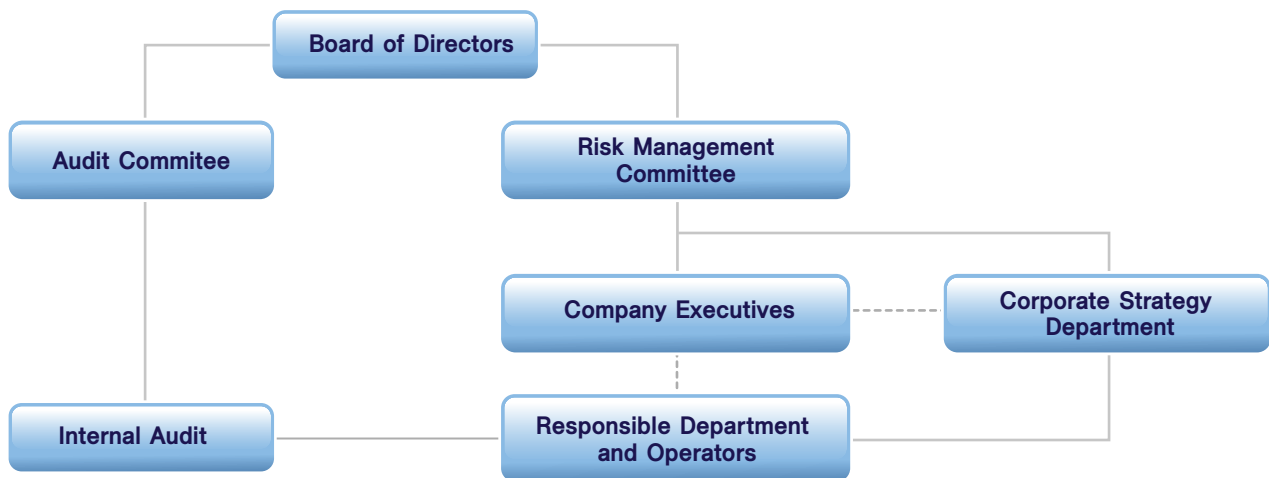 Board of Directors
Audit Commitee
Risk Management
Committee
Company Executives
Corporate Strategy
Department
Internal Audit
Responsible Department
and Operators